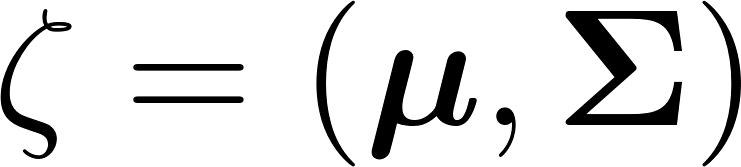 ζ = (μ, Σ)